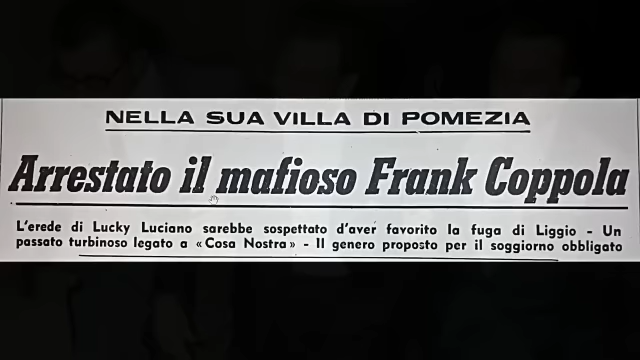 NELLA SUA VILLA DI POMEZIA
Arrestato il mafioso Frank Coppola
L'erede di Lucky Luciano sarebbe sospettato d'aver favorito la fuga di Liggio - Un
passato turbinoso legato a «Cosa Nostra» - Il genero proposto per il soggiorno obbligato